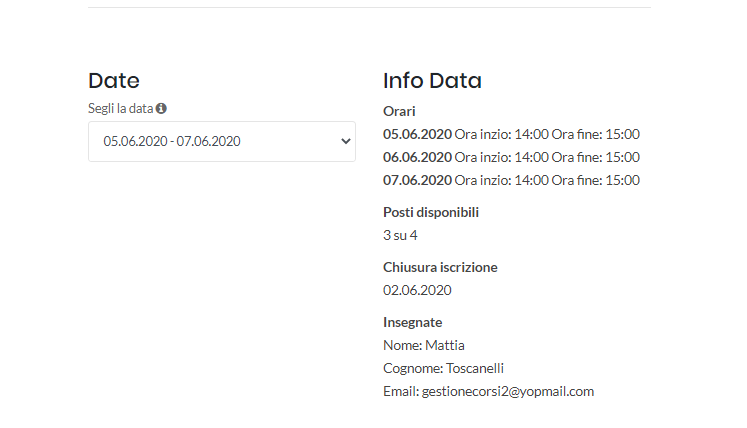 Date
Segli la data
05.06.2020 - 07.06.2020
Info Data
Orari
05.06.2020 Ora inzio: 14:00 Ora fine: 15:00
06.06.2020 Ora inzio: 14:00 Ora fine: 15:00
07.06.2020 Ora inzio: 14:00 Ora fine: 15:00
Posti disponibili
3 su 4
Chiusura iscrizione
02.06.2020
Insegnate
Nome: Mattia
Cognome: Toscanelli
Email: gestionecorsi2@yopmail.com